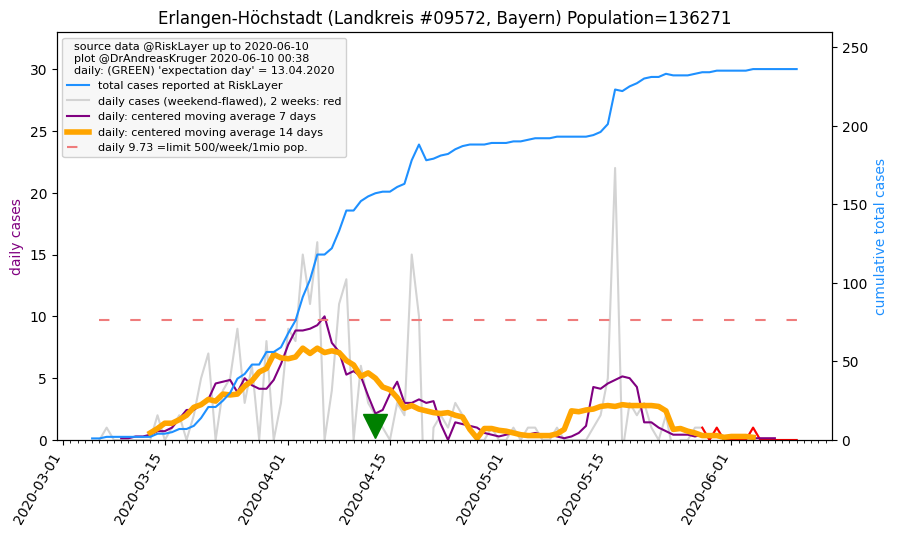 Erlangen-Höchstadt (Landkreis #09572, Bayern) Population=136271
source data @RiskLayer up to 2020-06-10
plot @DrAndreasKruger 2020-06-10 00:38
daily: (GREEN) 'expectation day' = 13.04.2020
total cases reported at RiskLayer
daily cases (weekend-flawed), 2 weeks: red
daily: centered moving average 7 days
daily: centered moving average 14 days
daily 9.73 =limit 500/week/1mio pop.
daily cases
30
25
20
15
10
5
0
cumulative total cases
250
200
150
100
50
0
2020-03-01
2020-03-15
2020-04-01
2020-04-15
2020-05-01
2020-05-15
2020-06-01